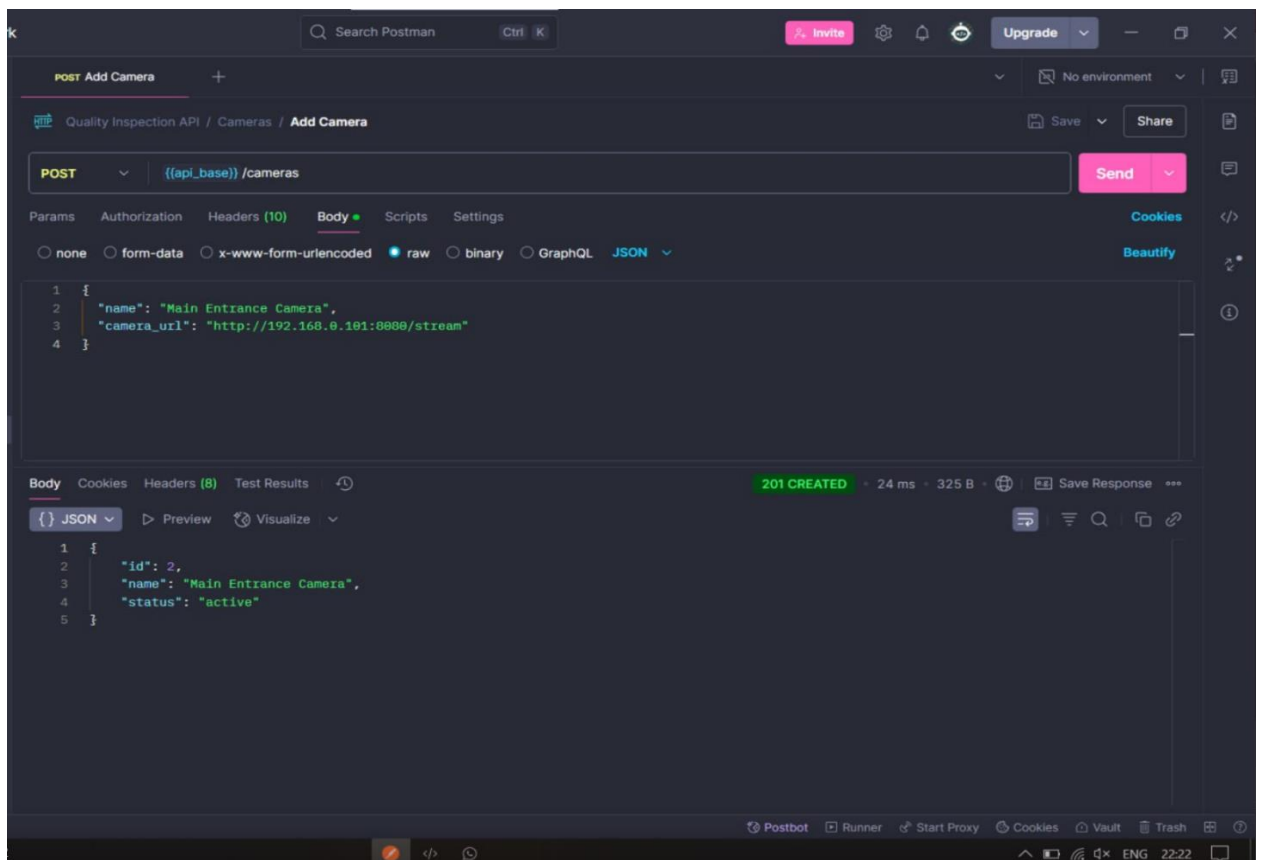 rk
Search Postman Ctrl K
Invite
Upgrade
POST Add Camera
No environment
HTTP Quality Inspection API / Cameras / Add Camera
Save
Share
POST {{api_base}} /cameras
Send
Params Authorization Headers (10) Body Scripts Settings
Cookies
none form-data x-www-form-urlencoded raw binary GraphQL JSON
Beautify
1 {
2 "name": "Main Entrance Camera",
3 "camera_url": "http://192.168.0.101:8080/stream"
4 }
Body Cookies Headers (8) Test Results
201 CREATED 24 ms 325 B
Save Response
{} JSON Preview Visualize
1 {
2 "id": 2,
3 "name": "Main Entrance Camera",
4 "status": "active"
5 }
Postbot Runner Start Proxy Cookies Vault Trash
ENG 22:22